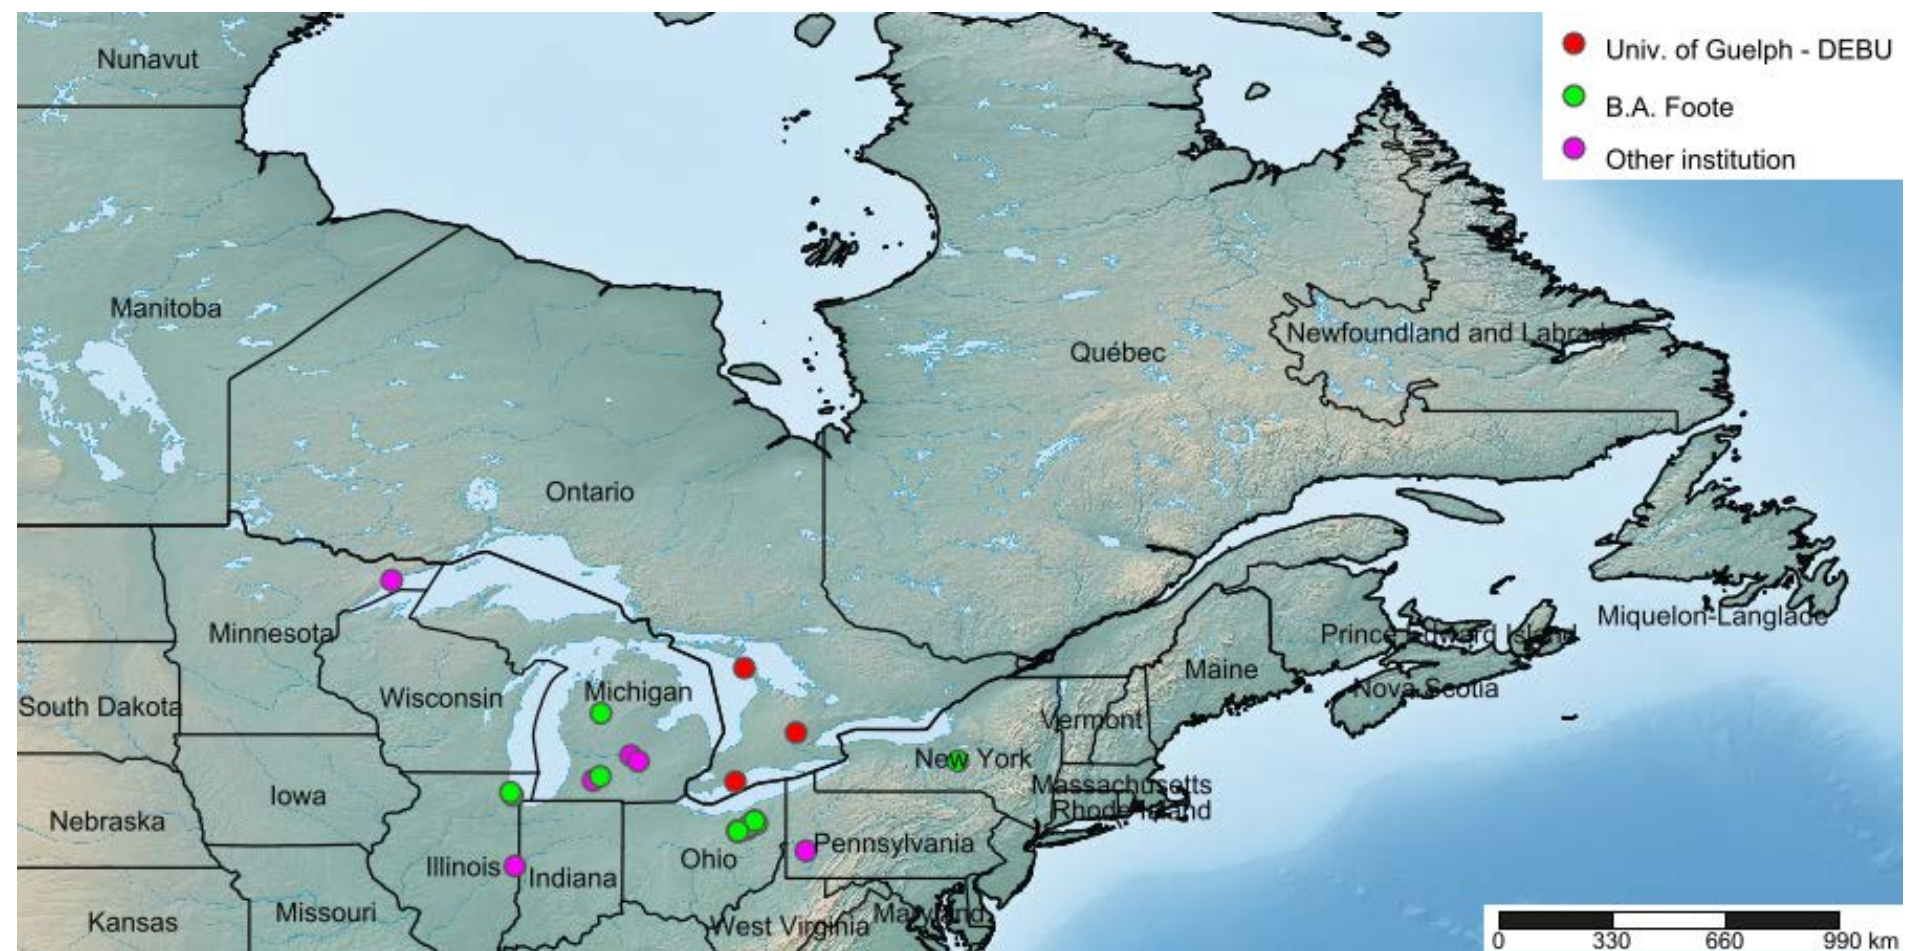 Nunavut
Univ. of Guelph - DEBU
B.A. Foote
Other institution
Manitoba
Newfoundland and Labrador
Québec
Ontario
Miquelon-Langlade
Minnesota
Prince Edward Island
Maine
Michigan
Wisconsin
Nova Scotia
South Dakota
Vermont
New York
Massachusetts
Iowa
Rhode Island
Nebraska
Pennsylvania
Ohio
Illinois
Indiana
Missouri
Maryland
Kansas
West Virginia
0 330 660 990 km